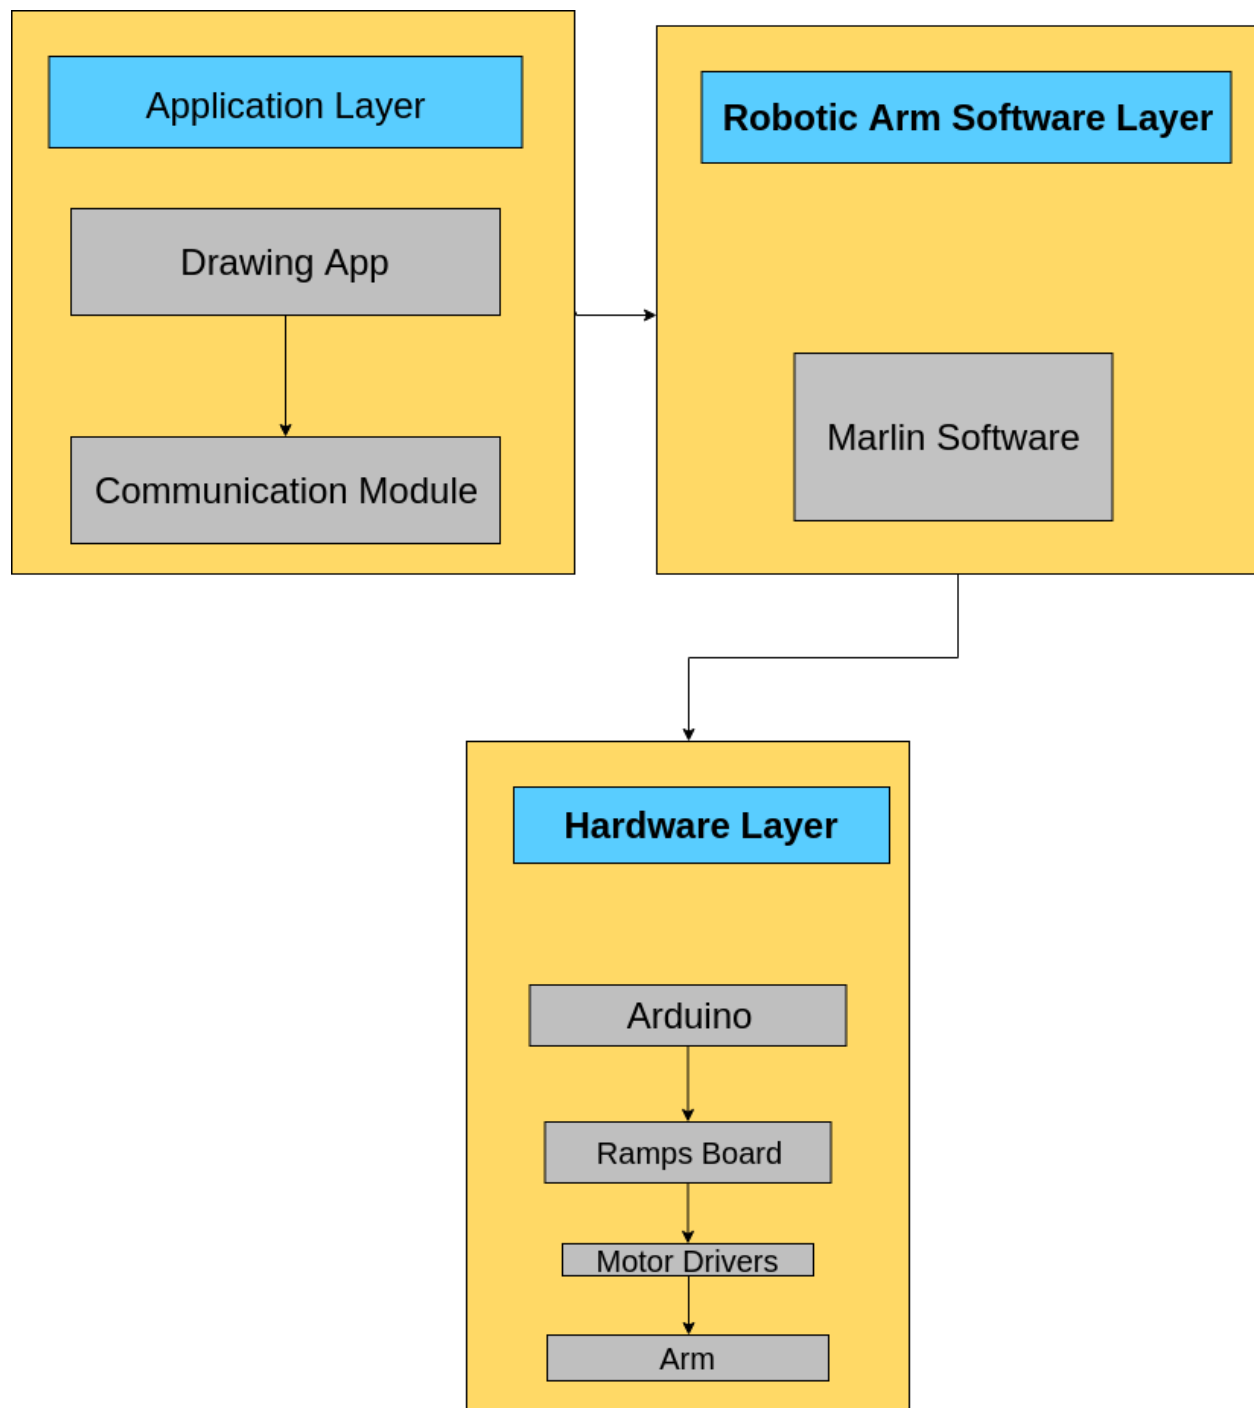 Application Layer
Drawing App
Communication Module
Robotic Arm Software Layer
Marlin Software
Hardware Layer
Arduino
Ramps Board
Motor Drivers
Arm